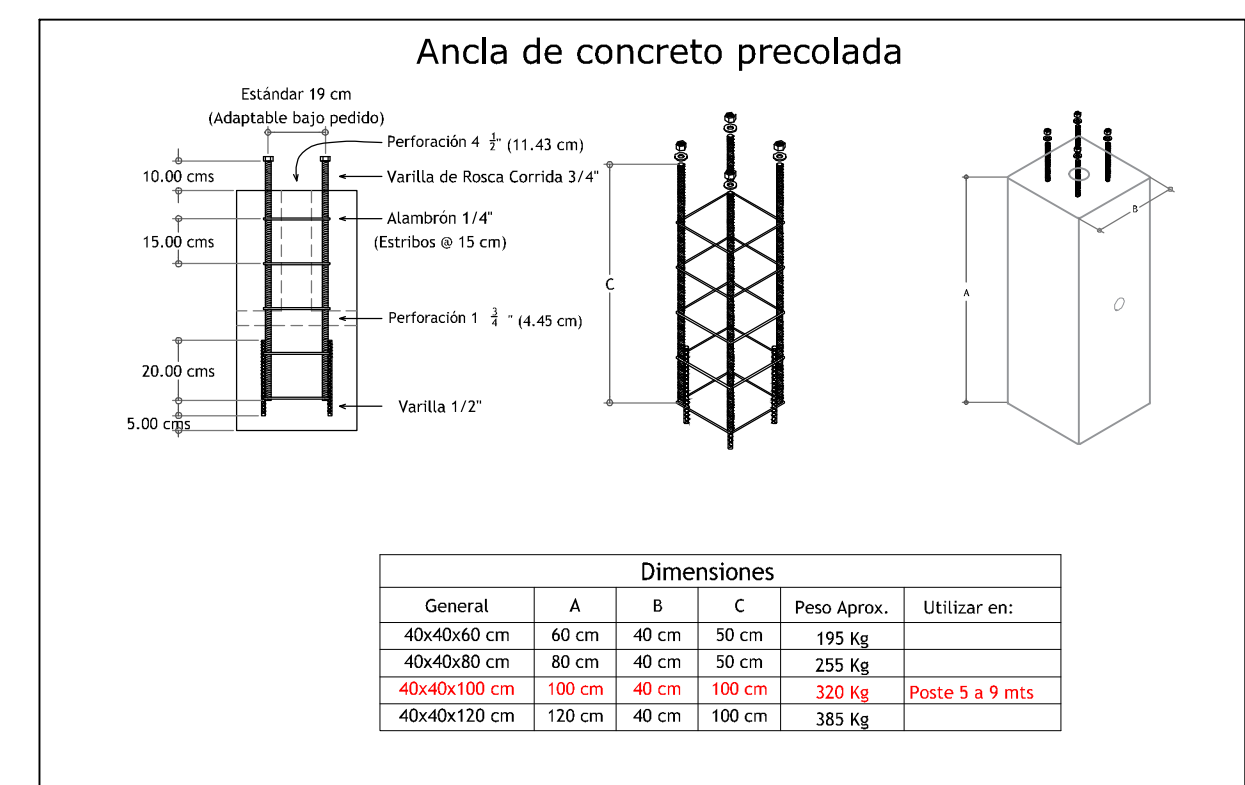 Ancla de concreto precolada
Estándar 19 cm
(Adaptable bajo pedido)
Perforación 4 1/2" (11.43 cm)
10.00 cms
Varilla de Rosca Corrida 3/4"
Alambrón 1/4"
15.00 cms
(Estribos @ 15 cm)
Perforación 1 3/4 " (4.45 cm)
20.00 cms
Varilla 1/2"
5.00 cms
C
A
B
Dimensiones
General A B C Peso Aprox. Utilizar en:
40x40x60 cm 60 cm 40 cm 50 cm 195 Kg
40x40x80 cm 80 cm 40 cm 50 cm 255 Kg
40x40x100 cm 100 cm 40 cm 100 cm 320 Kg Poste 5 a 9 mts
40x40x120 cm 120 cm 40 cm 100 cm 385 Kg